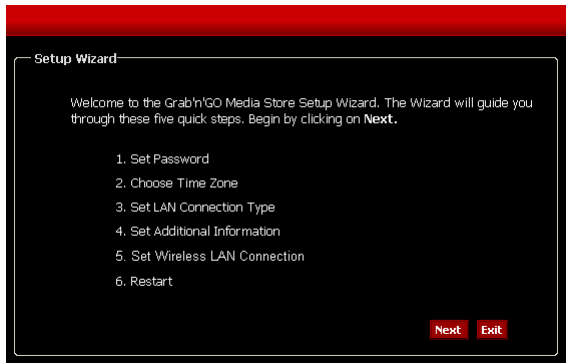 Setup Wizard
Welcome to the Grab'n'GO Media Store Setup Wizard. The Wizard will guide you
through these five quick steps. Begin by clicking on Next.
1. Set Password
2. Choose Time Zone
3. Set LAN Connection Type
4. Set Additional Information
5. Set Wireless LAN Connection
6. Restart
Next Exit